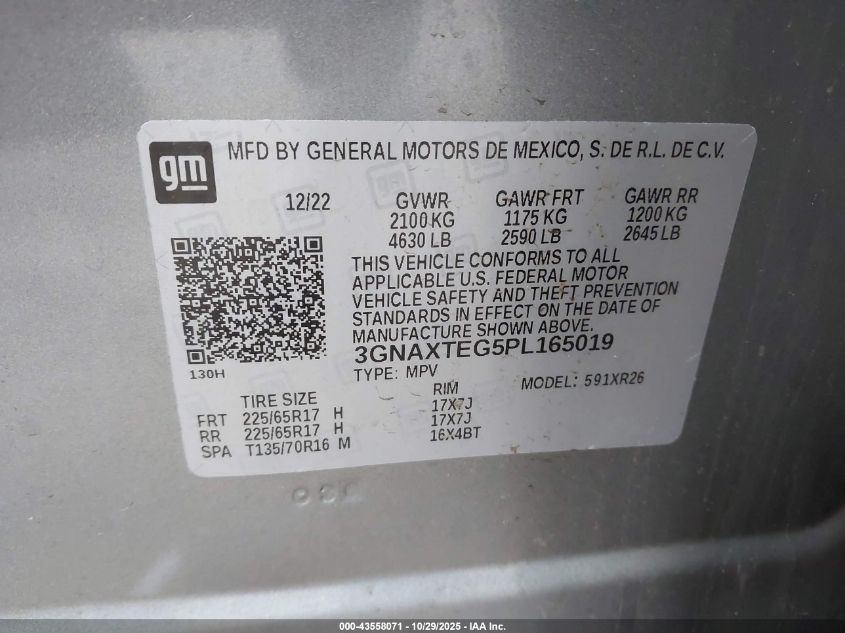 gm
MFD BY GENERAL MOTORS DE MEXICO, S. DE R.L. DE C.V.
12/22 GVWR GAWR FRT GAWR RR
2100 KG 1175 KG 1200 KG
4630 LB 2590 LB 2645 LB
THIS VEHICLE CONFORMS TO ALL
APPLICABLE U.S. FEDERAL MOTOR
VEHICLE SAFETY AND THEFT PREVENTION
STANDARDS IN EFFECT ON THE DATE OF
MANUFACTURE SHOWN ABOVE.
3GNAXTEG5PL165019
130H
TYPE: MPV MODEL: 591XR26
TIRE SIZE RIM
FRT 225/65R17 H 17X7J
RR 225/65R17 H 17X7J
SPA T135/70R16 M 16X4BT
000-43558071 - 10/29/2025 - IAA Inc.